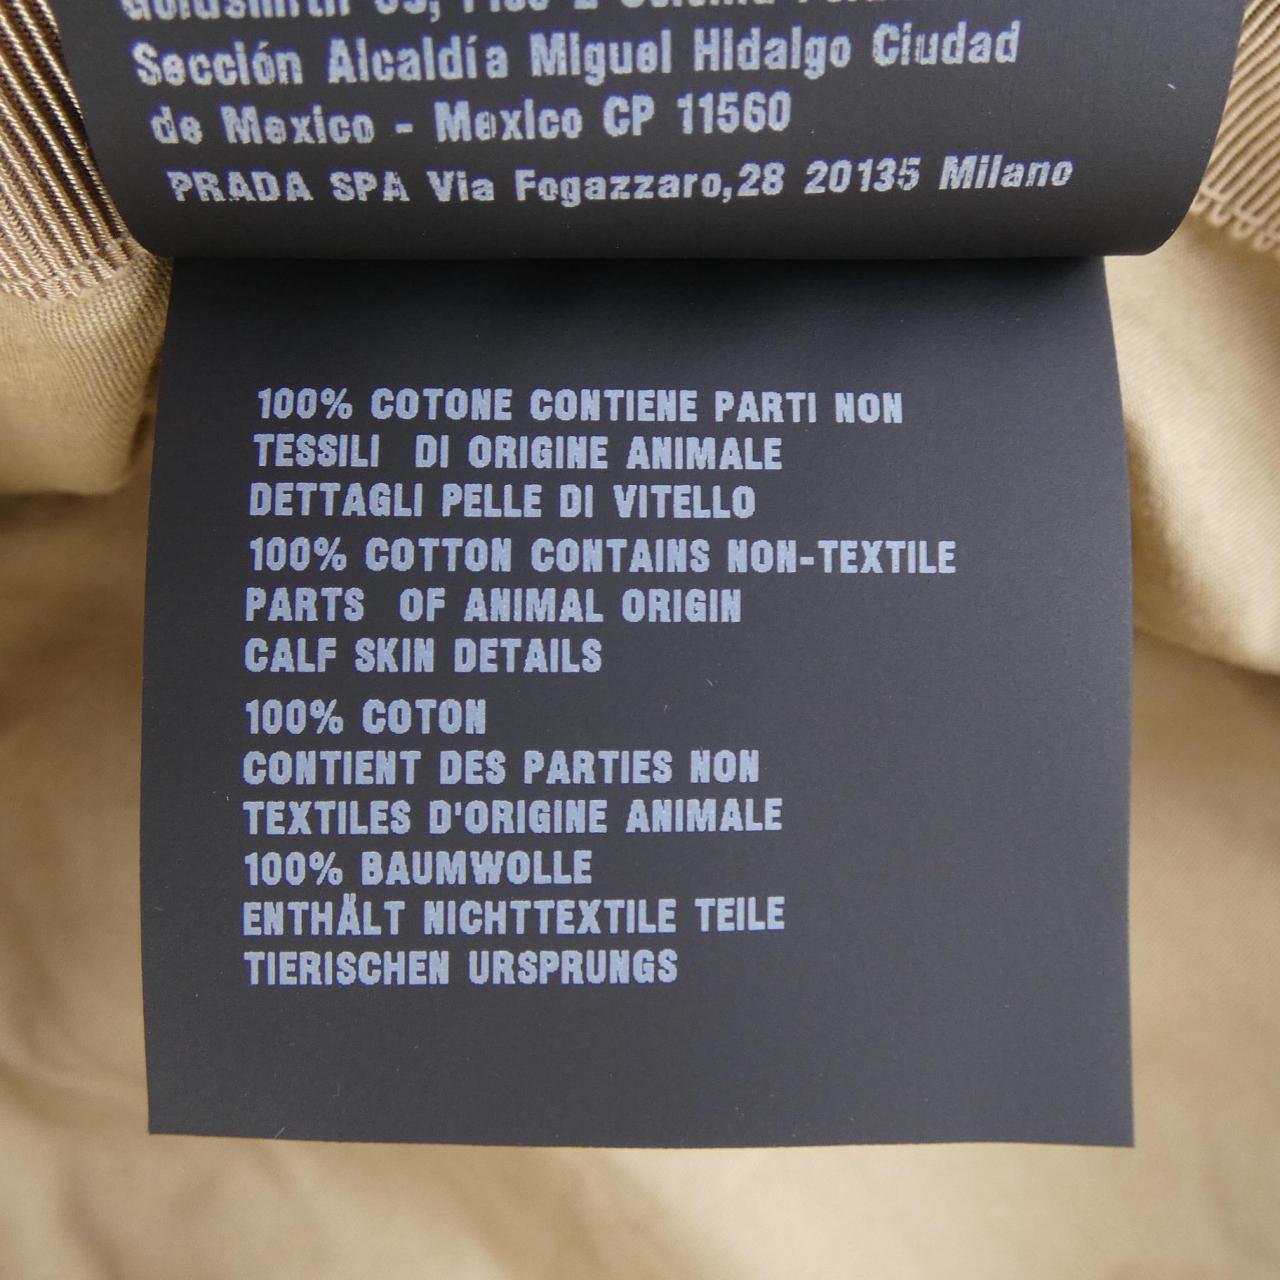 Sección Alcaldía Miguel Hidalgo Ciudad
de Mexico - Mexico CP 11560
PRADA SPA Via Fogazzaro,28 20135 Milano
100% COTONE CONTIENE PARTI NON
TESSILI DI ORIGINE ANIMALE
DETTAGLI PELLE DI VITELLO
100% COTTON CONTAINS NON-TEXTILE
PARTS OF ANIMAL ORIGIN
CALF SKIN DETAILS
100% COTON
CONTIENT DES PARTIES NON
TEXTILES D'ORIGINE ANIMALE
100% BAUMWOLLE
ENTHÄLT NICHTTEXTILE TEILE
TIERISCHEN URSPRUNGS